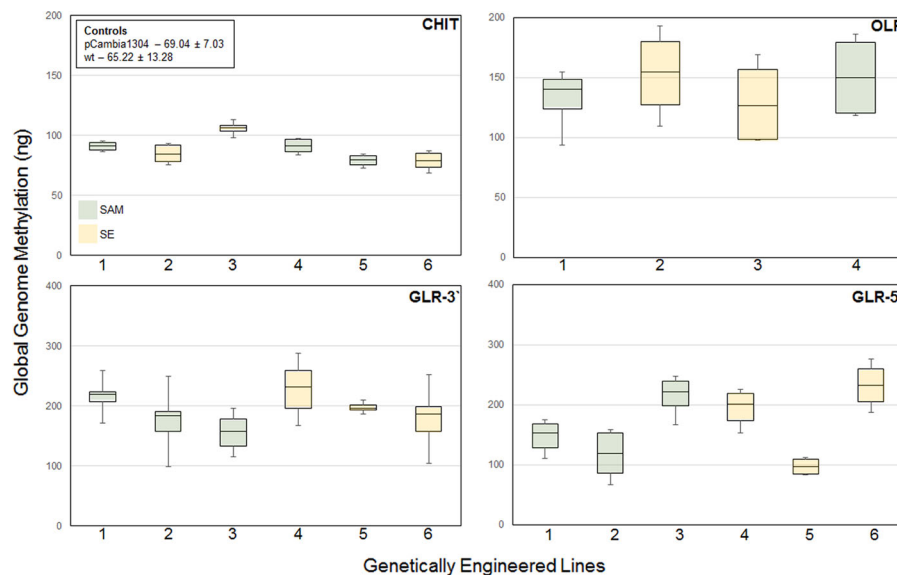 Global Genome Methylation (ng)
CHIT
Controls
pCambia1304 – 69.04 ± 7.03
wt – 65.22 ± 13.28
200
150
100
50
0
SAM
SE
1 2 3 4 5 6
OLP
200
150
100
50
0
1 2 3 4
GLR-3`
400
300
200
100
0
1 2 3 4 5 6
GLR-5
400
300
200
100
0
1 2 3 4 5 6
Genetically Engineered Lines